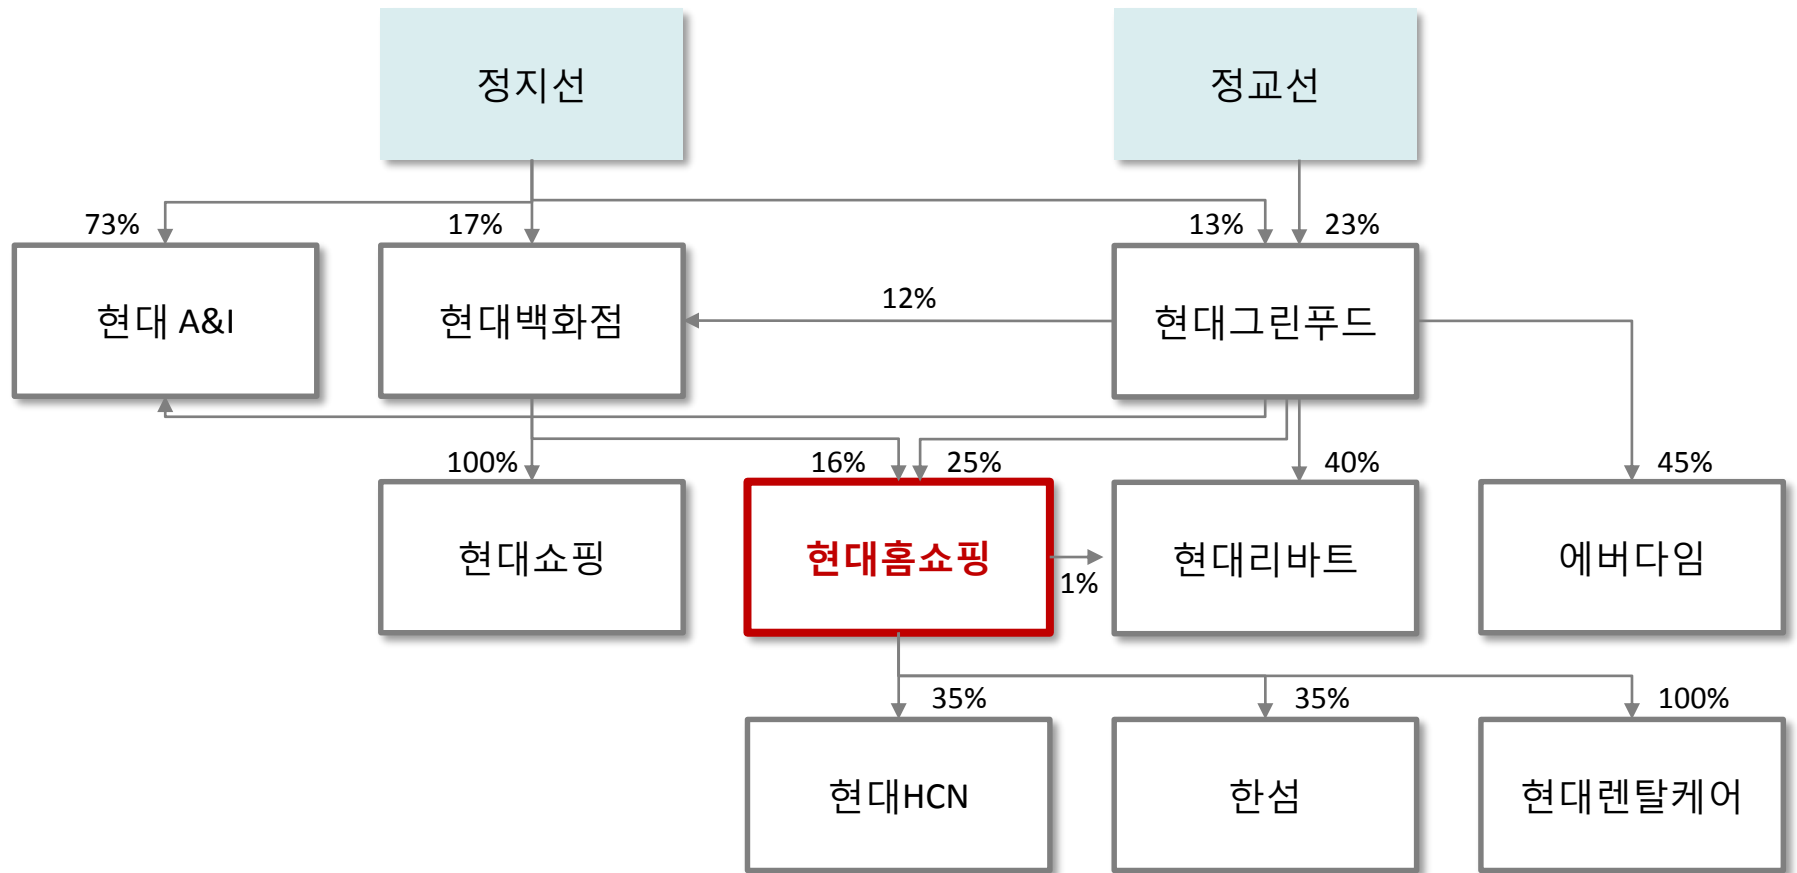 정지선
정교선
73%
17%
13%
23%
현대 A&I
현대백화점
12%
현대그린푸드
100%
16%
25%
40%
45%
현대쇼핑
현대홈쇼핑
1%
현대리바트
에버다임
35%
35%
100%
현대HCN
한섬
현대렌탈케어